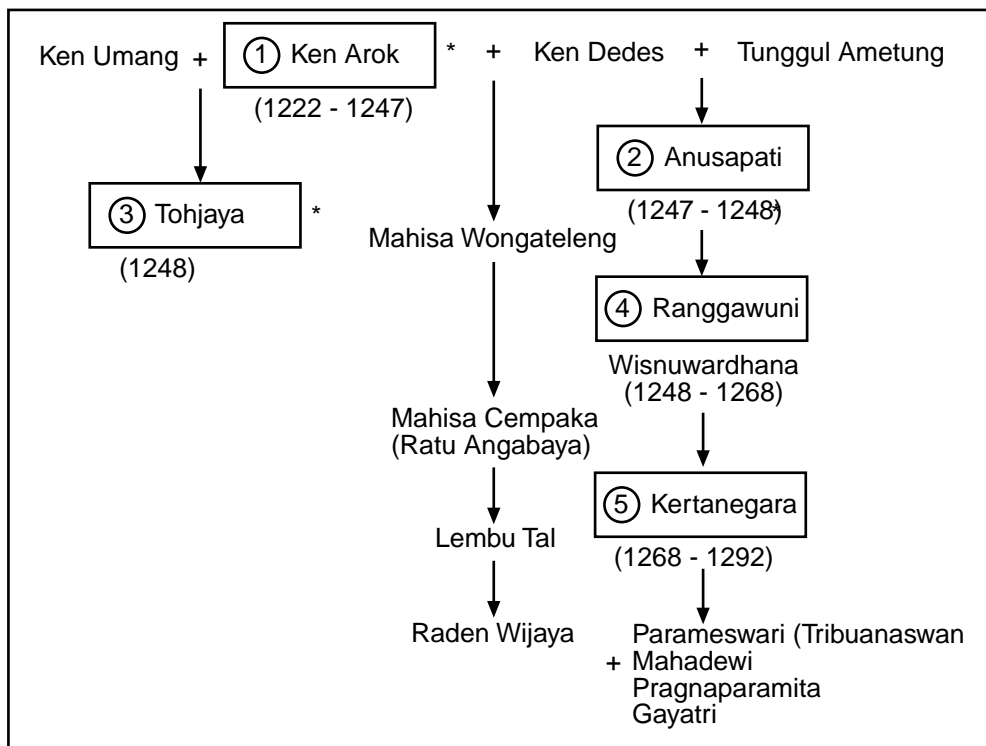 Ken Umang + ① Ken Arok * + Ken Dedes + Tunggul Ametung
(1222 - 1247)
② Anusapati
③ Tohjaya *
(1247 - 1248)*
Mahisa Wongateleng
(1248)
④ Ranggawuni
Wisnuwardhana
(1248 - 1268)
Mahisa Cempaka
(Ratu Angabaya)
⑤ Kertanegara
Lembu Tal
(1268 - 1292)
Raden Wijaya
+
Parameswari (Tribuanaswan
Mahadewi
Pragnaparamita
Gayatri